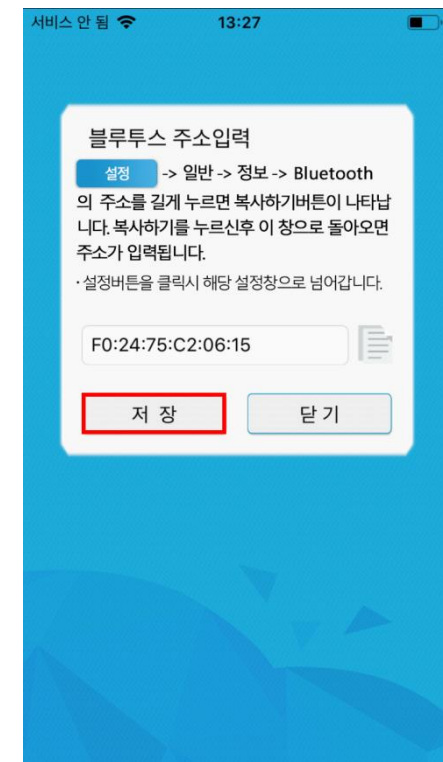 서비스 안 됨 13:27
블루투스 주소입력
설정 -> 일반 -> 정보 -> Bluetooth
의 주소를 길게 누르면 복사하기버튼이 나타납
니다. 복사하기를 누르신후 이 창으로 돌아오면
주소가 입력됩니다.
·설정버튼을 클릭시 해당 설정창으로 넘어갑니다.
F0:24:75:C2:06:15
저 장 닫 기